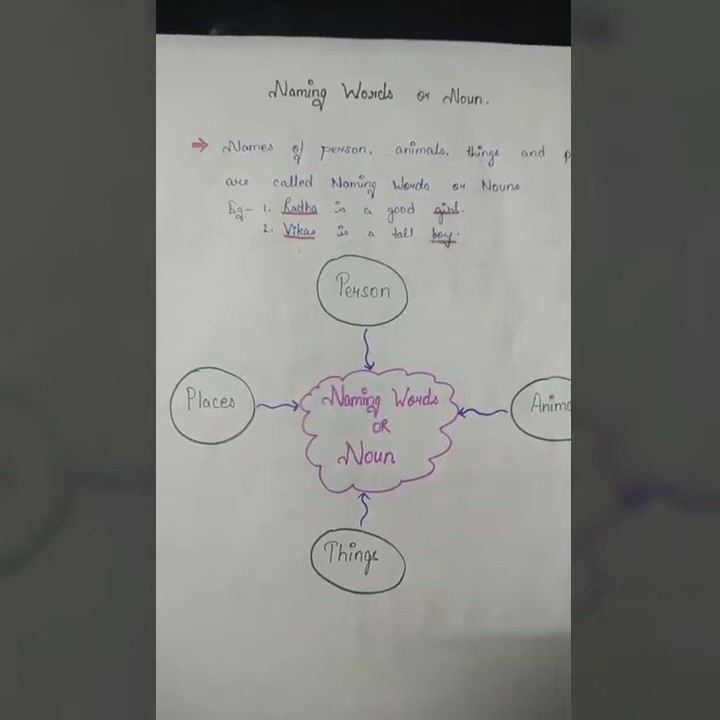 Naming Words or Noun.
⇒ Names of person, animals, things and p
are called Naming Words or Nouns
Eg- 1. Radha is a good girl.
2. Vikas is a tall boy.
Person
Places
Naming Words
OR
Noun
Anima
Things